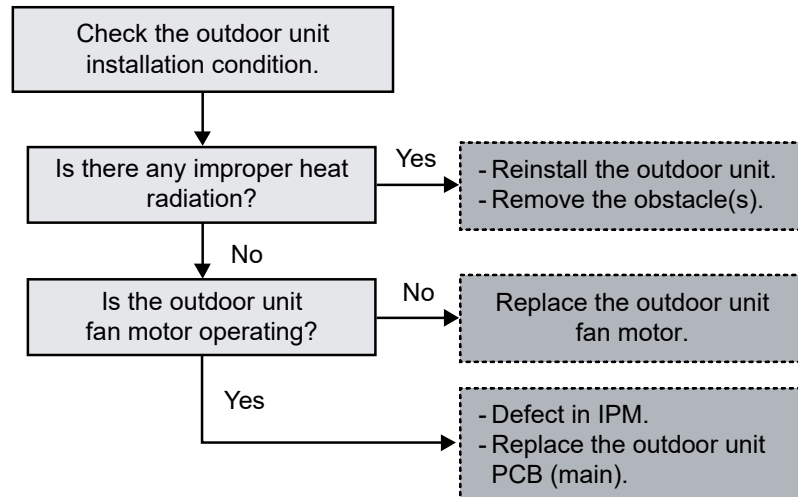 Check the outdoor unit
installation condition.
Is there any improper heat
radiation?
Yes
- Reinstall the outdoor unit.
- Remove the obstacle(s).
No
Is the outdoor unit
fan motor operating?
No
Replace the outdoor unit
fan motor.
Yes
- Defect in IPM.
- Replace the outdoor unit
PCB (main).